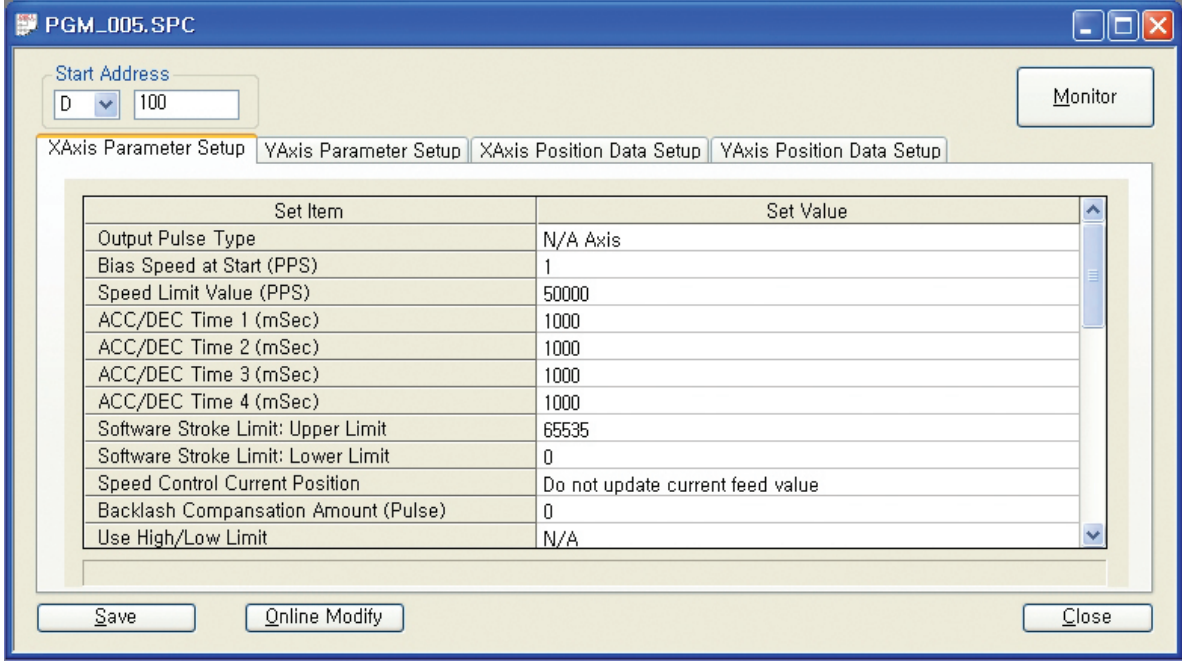 PGM_005.SPC
Start Address
D 100
Monitor
XAxis Parameter Setup YAxis Parameter Setup XAxis Position Data Setup YAxis Position Data Setup
Set Item Set Value
Output Pulse Type N/A Axis
Bias Speed at Start (PPS) 1
Speed Limit Value (PPS) 50000
ACC/DEC Time 1 (mSec) 1000
ACC/DEC Time 2 (mSec) 1000
ACC/DEC Time 3 (mSec) 1000
ACC/DEC Time 4 (mSec) 1000
Software Stroke Limit: Upper Limit 65535
Software Stroke Limit: Lower Limit 0
Speed Control Current Position Do not update current feed value
Backlash Compansation Amount (Pulse) 0
Use High/Low Limit N/A
Save Online Modify Close